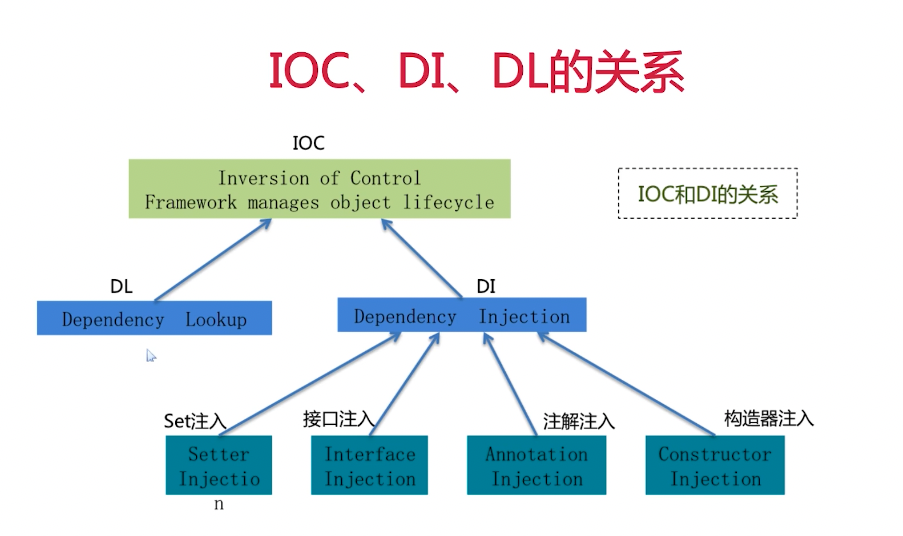 IOC、DI、DL的关系
IOC
Inversion of Control
Framework manages object lifecycle
IOC和DI的关系
DL
Dependency Lookup
DI
Dependency Injection
Set注入
Setter
Injectio
n
接口注入
Interface
Injection
注解注入
Annotation
Injection
构造器注入
Constructor
Injection